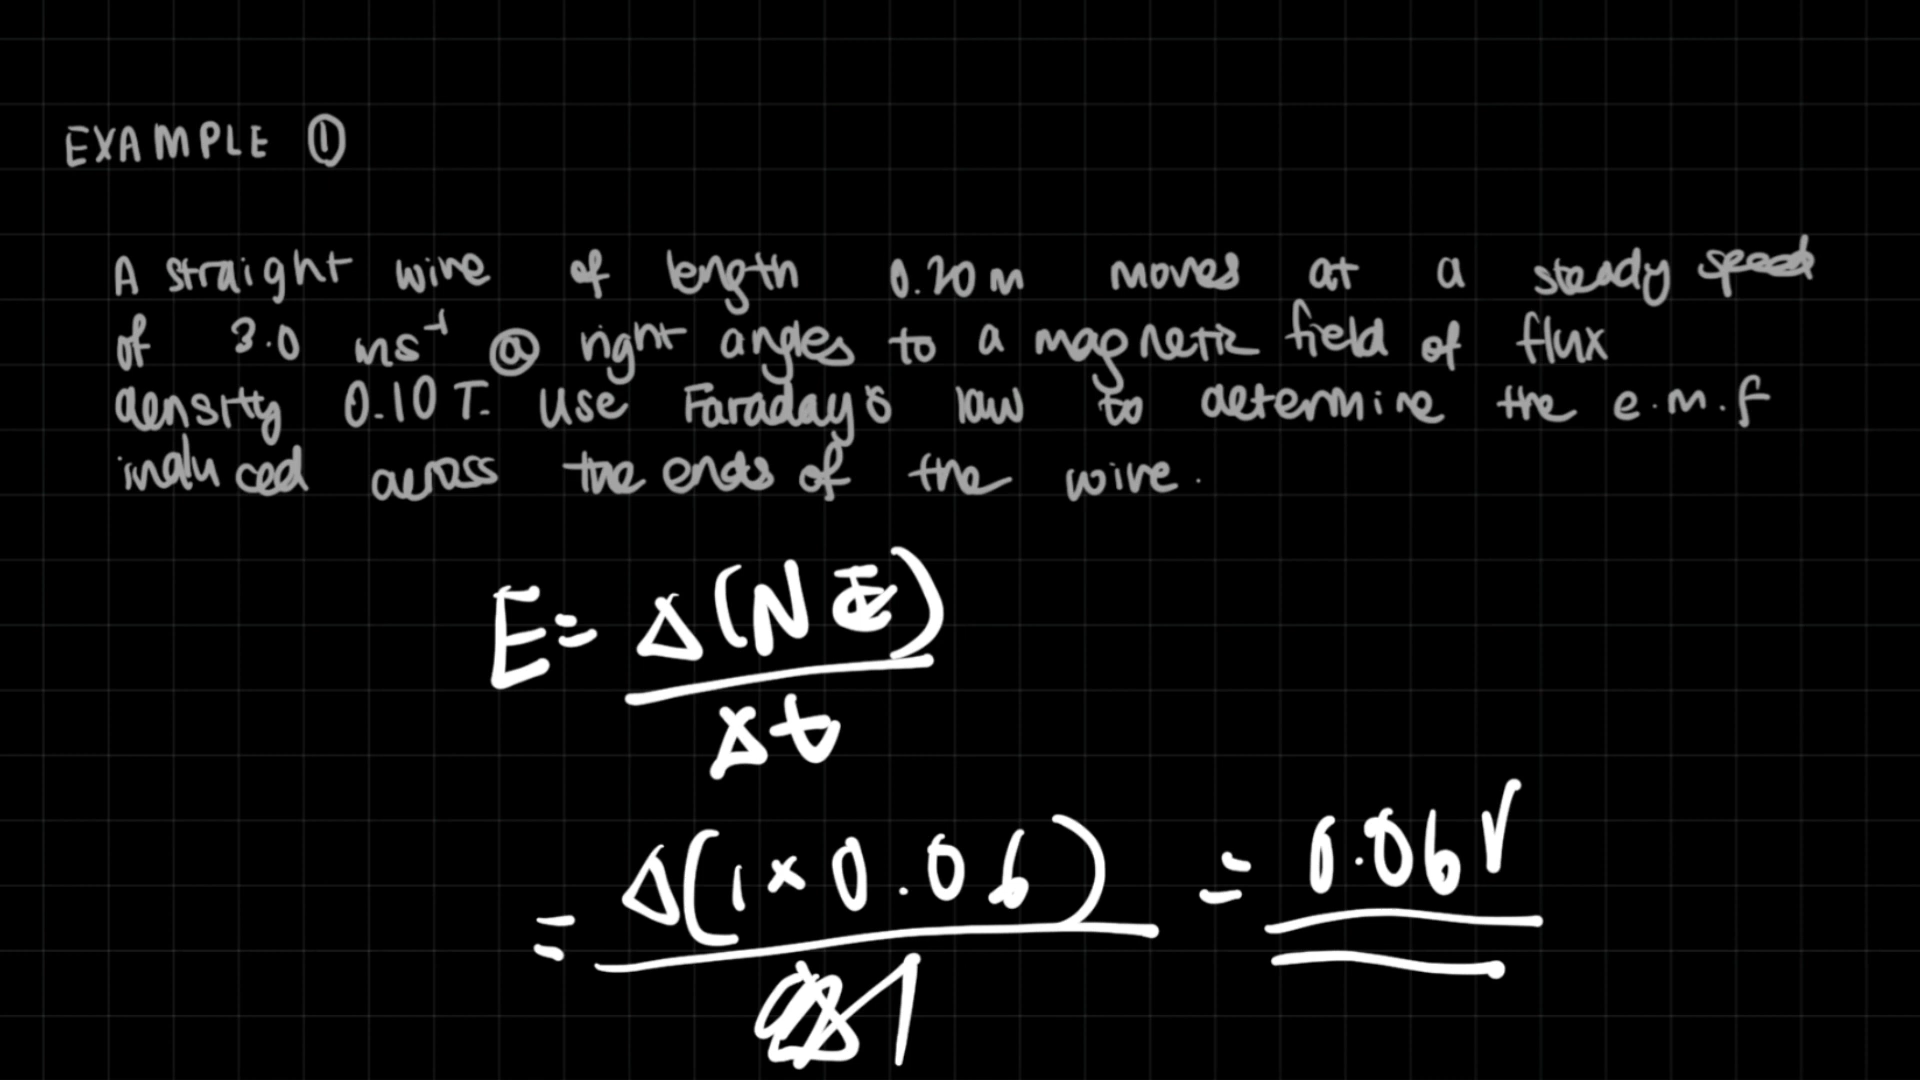 EXAMPLE ①
A straight wire of length 0.20 m moves at a steady speed
of 3.0 ms⁻¹ @ right angles to a magnetic field of flux
density 0.10 T. Use Faraday's law to determine the e.m.f
induced across the ends of the wire.
E = Δ(NΦ)
Δt
= Δ(1 × 0.06) = 0.06V
1